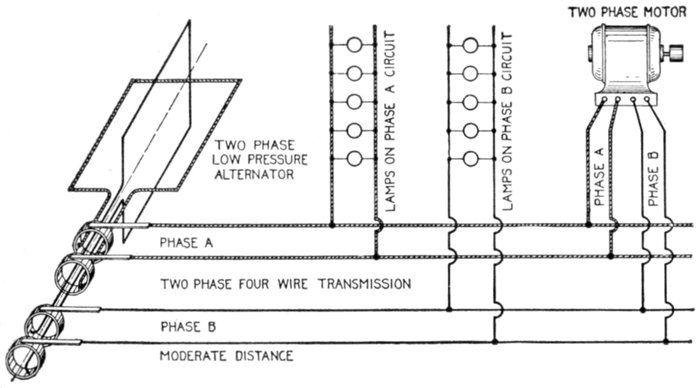 TWO PHASE MOTOR
TWO PHASE
LOW PRESSURE
ALTERNATOR
LAMPS ON PHASE A CIRCUIT
LAMPS ON PHASE B CIRCUIT
PHASE A
PHASE B
PHASE A
TWO PHASE FOUR WIRE TRANSMISSION
PHASE B
MODERATE DISTANCE